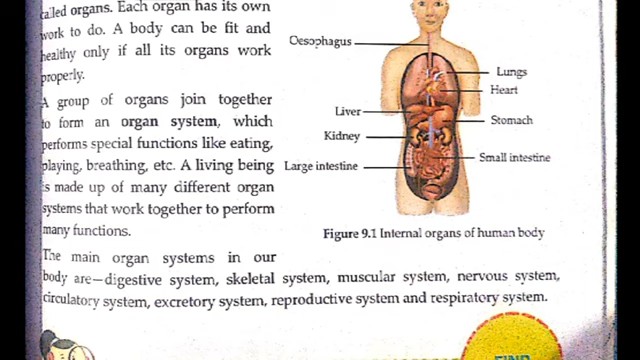 called organs. Each organ has its own
work to do. A body can be fit and
healthy only if all its organs work
properly.
A group of organs join together
to form an organ system, which
performs special functions like eating,
playing, breathing, etc. A living being
is made up of many different organ
systems that work together to perform
many functions.
The main organ systems in our
body are—digestive system, skeletal system, muscular system, nervous system,
circulatory system, excretory system, reproductive system and respiratory system.
Oesophagus
Lungs
Heart
Liver
Stomach
Kidney
Small intestine
Large intestine
Figure 9.1 Internal organs of human body
FIND